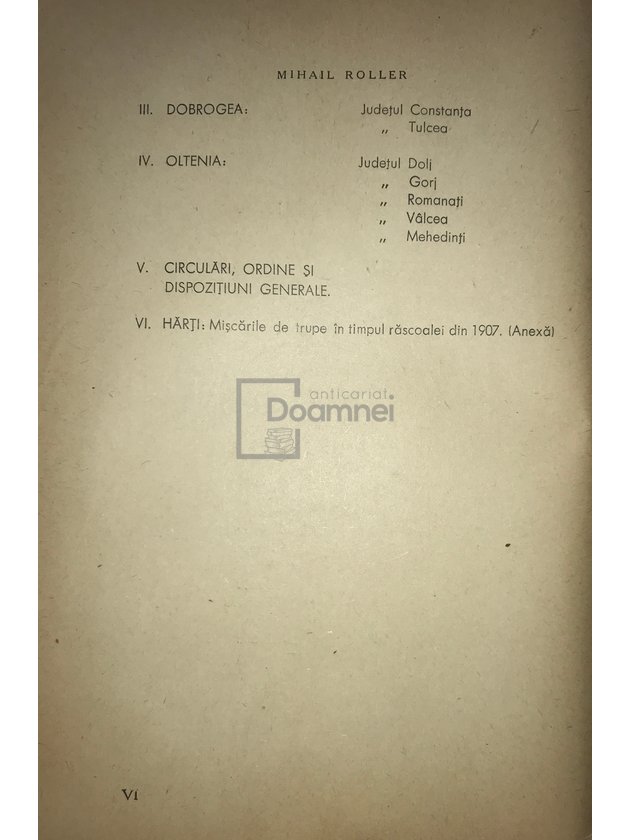 MIHAIL ROLLER
III. DOBROGEA: Județul Constanța
„ Tulcea
IV. OLTENIA: Județul Dolj
„ Gorj
„ Romanați
„ Vâlcea
„ Mehedinți
V. CIRCULĂRI, ORDINE ȘI
DISPOZIȚIUNI GENERALE.
VI. HĂRȚI: Mișcările de trupe în timpul răscoalei din 1907. (Anexă)
anticariat
Doamnei
VI